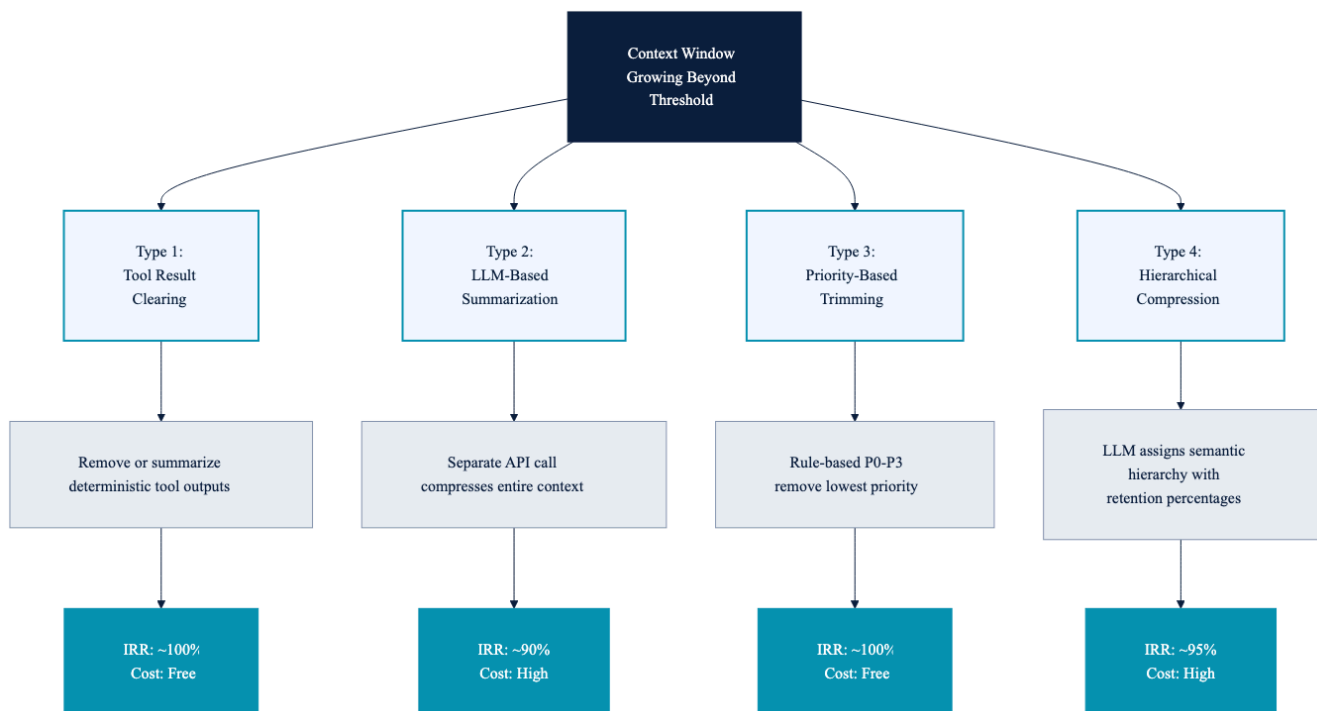 Context Window
Growing Beyond
Threshold
Type 1:
Tool Result
Clearing
Type 2:
LLM-Based
Summarization
Type 3:
Priority-Based
Trimming
Type 4:
Hierarchical
Compression
Remove or summarize
deterministic tool outputs
Separate API call
compresses entire context
Rule-based P0-P3
remove lowest priority
LLM assigns semantic
hierarchy with
retention percentages
IRR: ~100%
Cost: Free
IRR: ~90%
Cost: High
IRR: ~100%
Cost: Free
IRR: ~95%
Cost: High